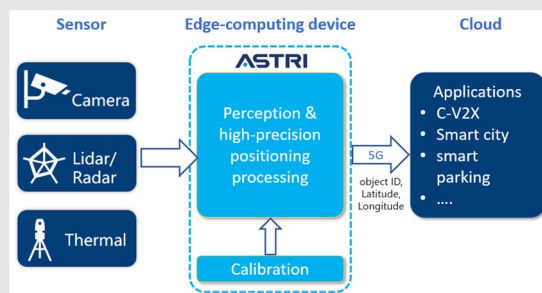 Sensor
Edge-computing device
Cloud
Camera
Lidar/
Radar
Thermal
ASTRI
Perception &
high-precision
positioning
processing
Calibration
5G
object ID,
Latitude,
Longitude
Applications
• C-V2X
• Smart city
• smart
parking
• ....